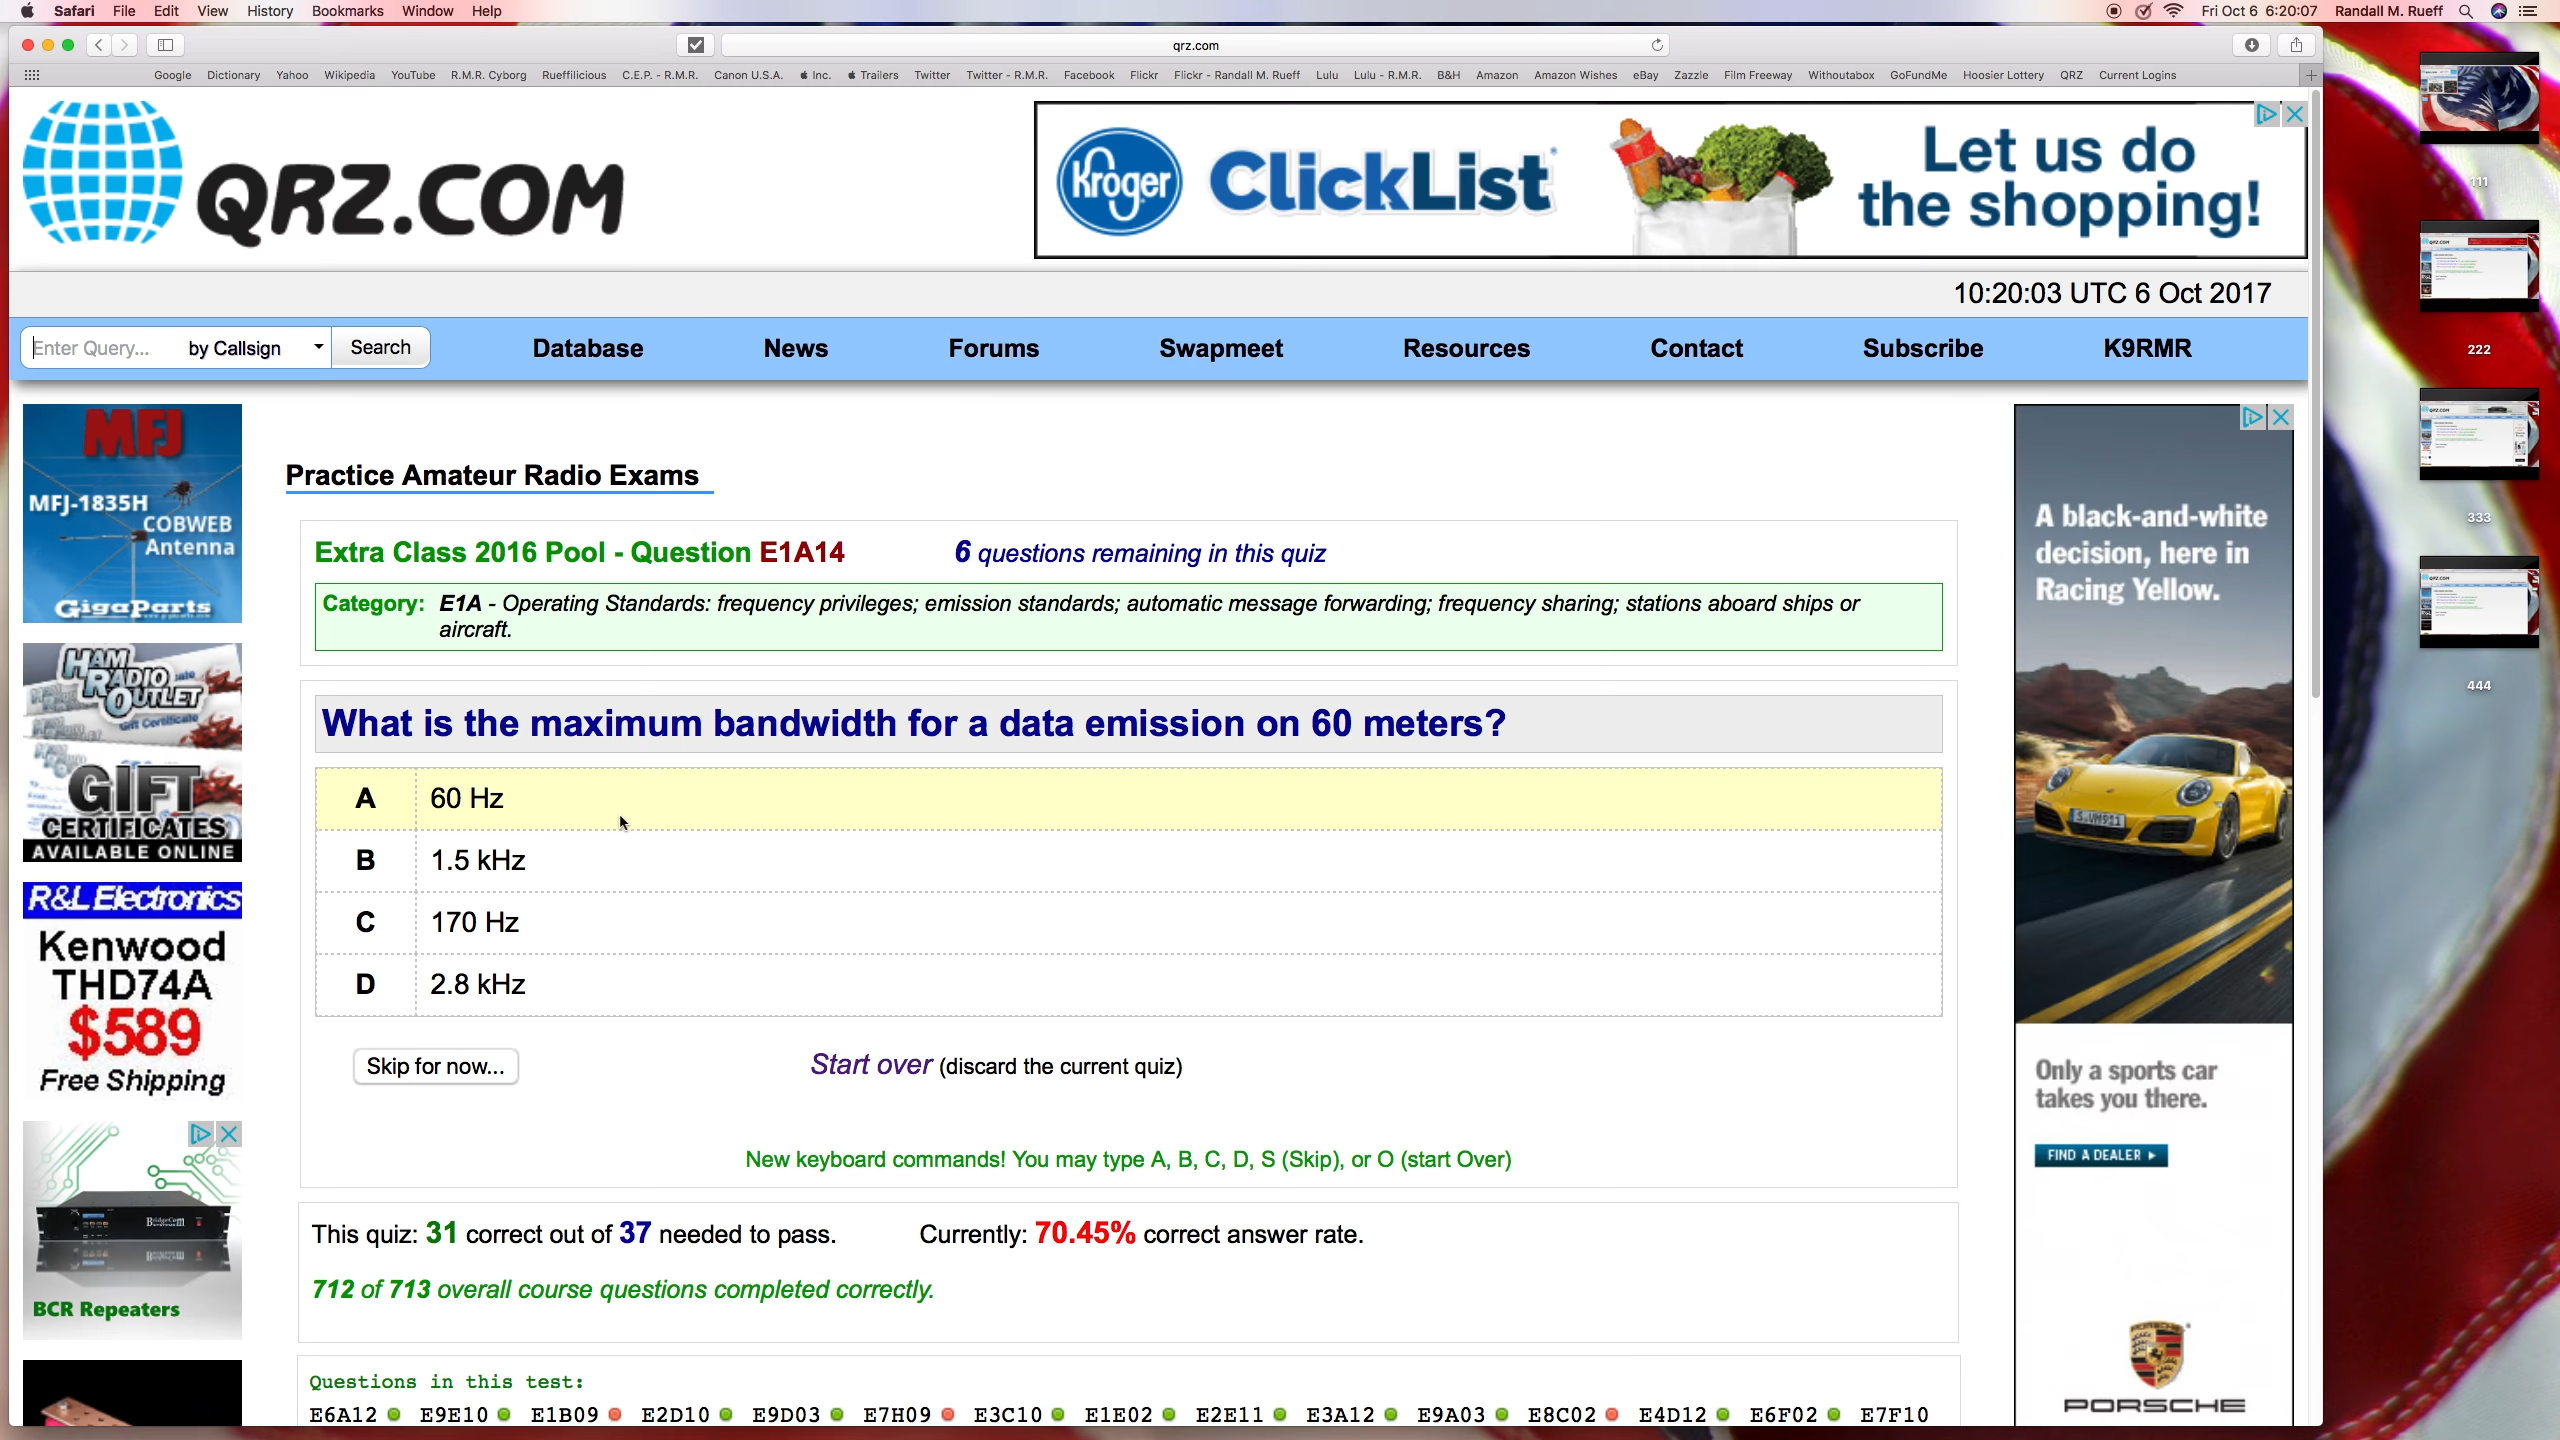 Safari File Edit View History Bookmarks Window Help
Fri Oct 6 6:20:07 Randall M. Rueff
qrz.com
Google Dictionary Yahoo Wikipedia YouTube R.M.R. Cyborg Rueffilicious C.E.P. - R.M.R. Canon U.S.A. Inc. Trailers Twitter Twitter - R.M.R. Facebook Flickr Flickr - Randall M. Rueff Lulu Lulu - R.M.R. B&H Amazon Amazon Wishes eBay Zazzle Film Freeway Withoutabox GoFundMe Hoosier Lottery QRZ Current Logins
QRZ.COM
Kroger ClickList
Let us do
the shopping!
10:20:03 UTC 6 Oct 2017
Enter Query... by Callsign Search Database News Forums Swapmeet Resources Contact Subscribe K9RMR
MFJ
MFJ-1835H
COBWEB
Antenna
GigaParts
HAM RADIO OUTLET
Gift Certificate
GIFT
CERTIFICATES
AVAILABLE ONLINE
R&L Electronics
Kenwood
THD74A
$589
Free Shipping
BridgeCom
BCR Repeaters
Practice Amateur Radio Exams
Extra Class 2016 Pool - Question E1A14 6 questions remaining in this quiz
Category: E1A - Operating Standards: frequency privileges; emission standards; automatic message forwarding; frequency sharing; stations aboard ships or
aircraft.
What is the maximum bandwidth for a data emission on 60 meters?
A 60 Hz
B 1.5 kHz
C 170 Hz
D 2.8 kHz
Skip for now... Start over (discard the current quiz)
New keyboard commands! You may type A, B, C, D, S (Skip), or O (start Over)
This quiz: 31 correct out of 37 needed to pass. Currently: 70.45% correct answer rate.
712 of 713 overall course questions completed correctly.
Questions in this test:
E6A12 E9E10 E1B09 E2D10 E9D03 E7H09 E3C10 E1E02 E2E11 E3A12 E9A03 E8C02 E4D12 E6F02 E7F10
A black-and-white
decision, here in
Racing Yellow.
Only a sports car
takes you there.
FIND A DEALER
PORSCHE
111
222
333
444